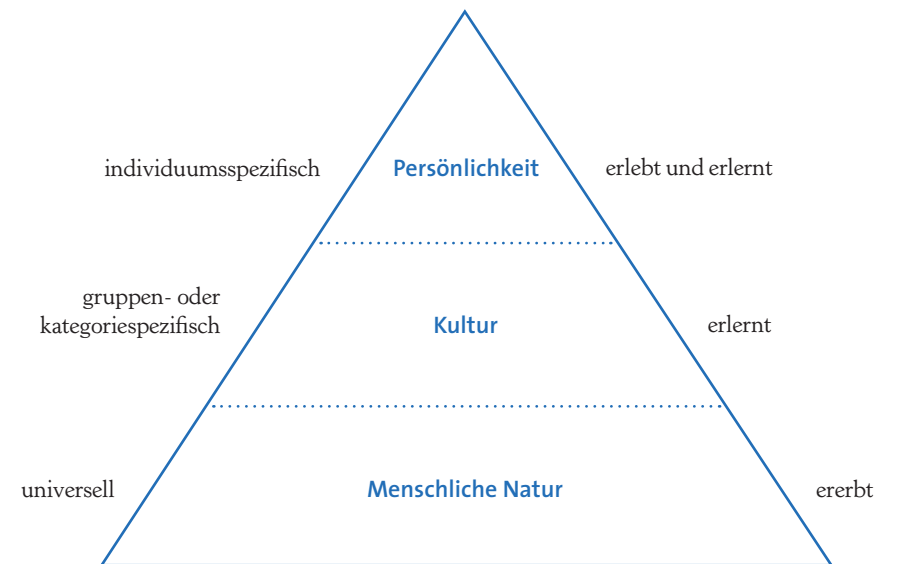 individuumsspezifisch
Persönlichkeit
erlebt und erlernt
gruppen- oder
kategoriespezifisch
Kultur
erlernt
universell
Menschliche Natur
ererbt